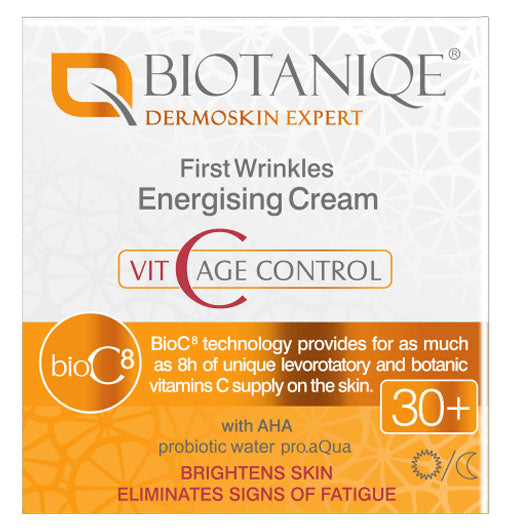 BIOTANIQE®
DERMOSKIN EXPERT
First Wrinkles
Energising Cream
VIT C AGE CONTROL
bioC⁸
BioC⁸ technology provides for as much
as 8h of unique levorotatory and botanic
vitamins C supply on the skin.
30+
with AHA
probiotic water pro.aQua
BRIGHTENS SKIN
ELIMINATES SIGNS OF FATIGUE